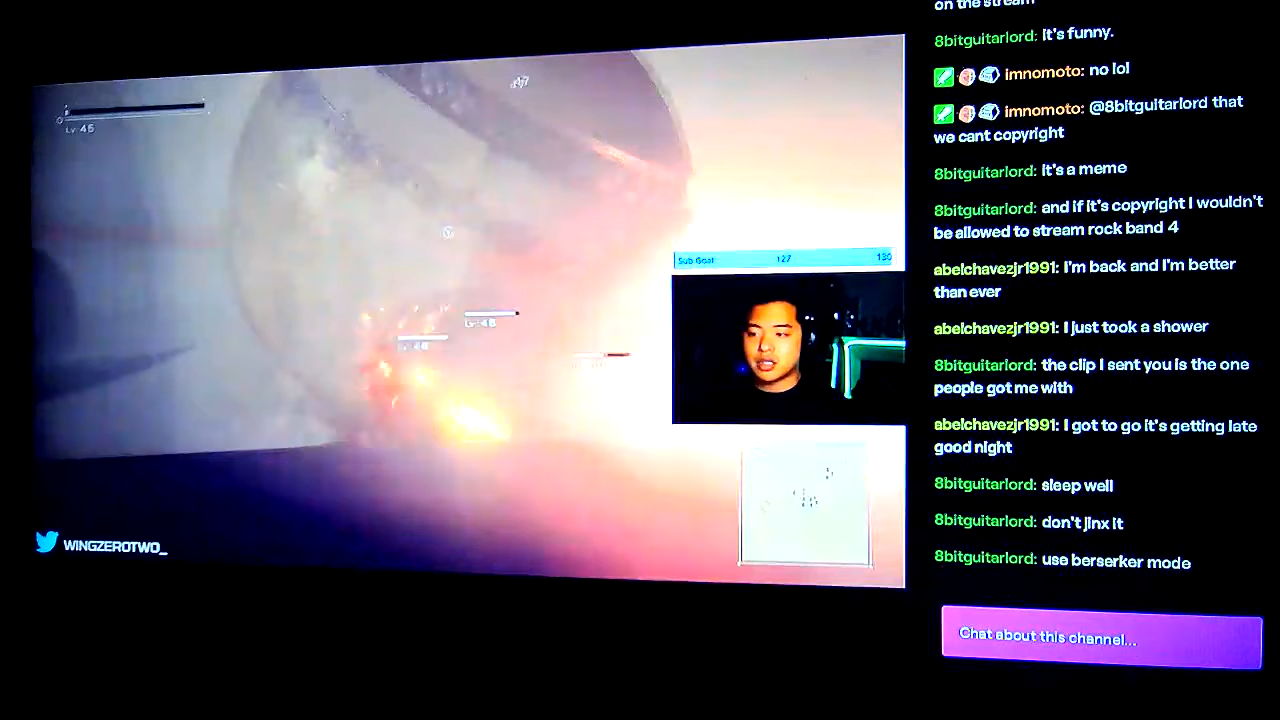 on the stream
8bitguitarlord: it's funny.
imnomoto: no lol
imnomoto: @8bitguitarlord that
we cant copyright
8bitguitarlord: it's a meme
8bitguitarlord: and if it's copyright I wouldn't
be allowed to stream rock band 4
abelchavezjr1991: I'm back and I'm better
than ever
abelchavezjr1991: I just took a shower
8bitguitarlord: the clip I sent you is the one
people got me with
abelchavezjr1991: I got to go it's getting late
good night
8bitguitarlord: sleep well
8bitguitarlord: don't jinx it
8bitguitarlord: use berserker mode
Chat about this channel...
Lv: 46
Sub Goal: 127 130
WINGZEROTWO_